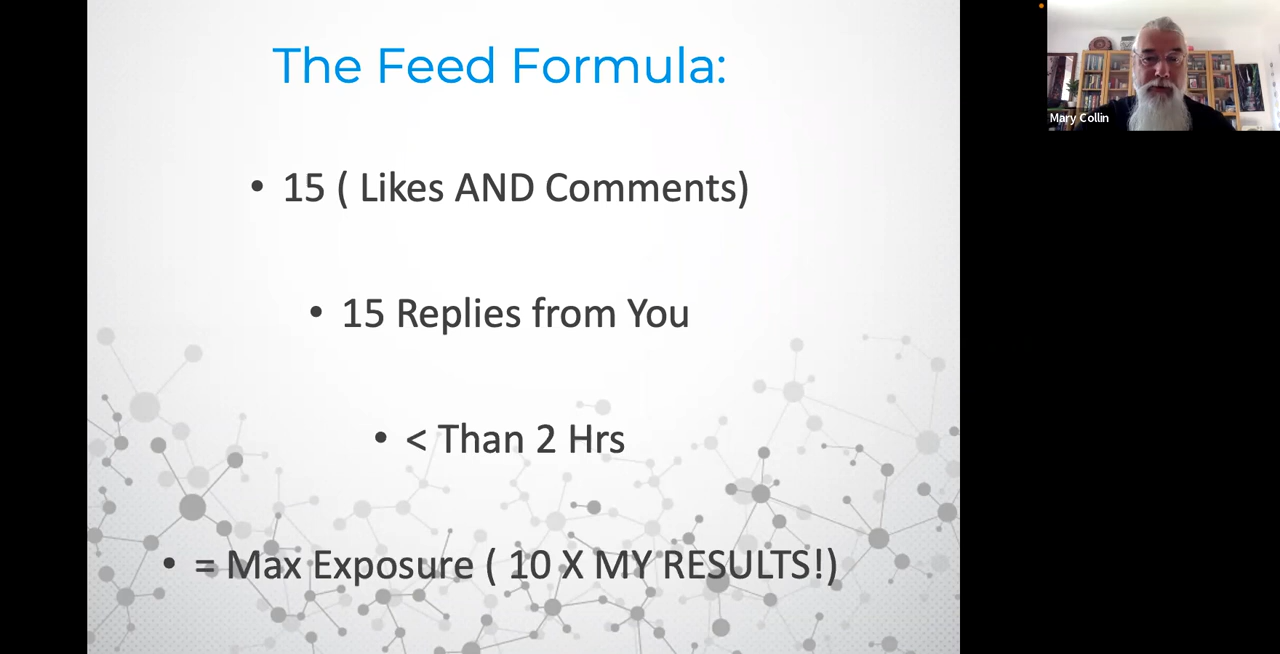 The Feed Formula:
• 15 ( Likes AND Comments)
• 15 Replies from You
• < Than 2 Hrs
• = Max Exposure ( 10 X MY RESULTS!)
Mary Collin